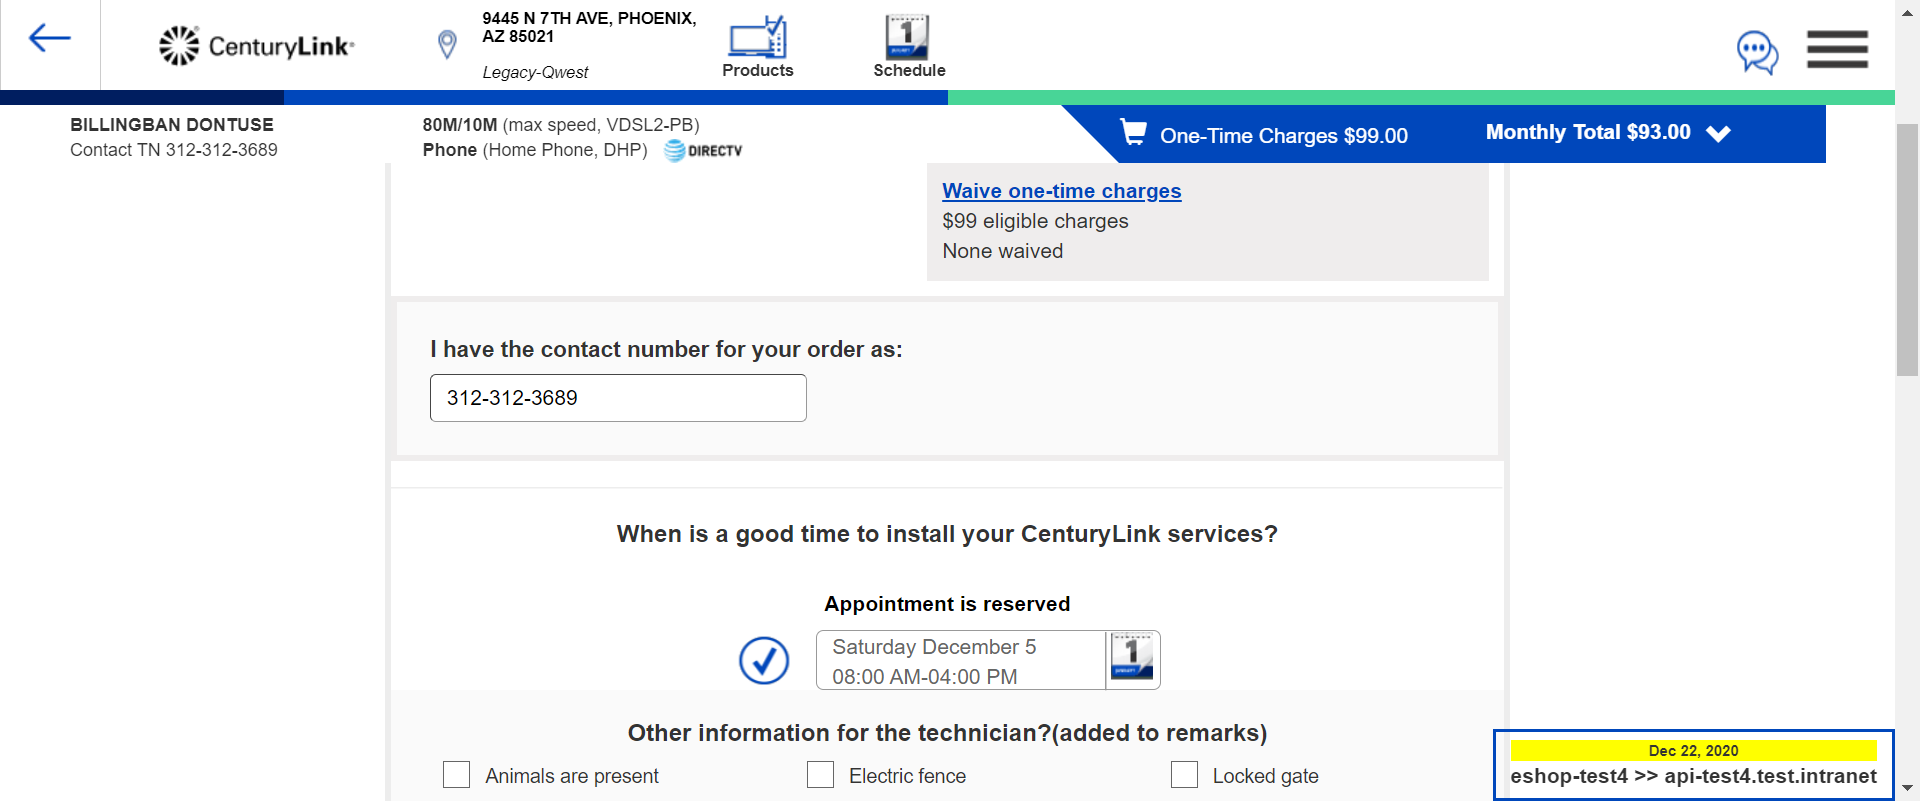 CenturyLink
9445 N 7TH AVE, PHOENIX,
AZ 85021
Legacy-Qwest
Products
1
Schedule
BILLINGBAN DONTUSE
Contact TN 312-312-3689
80M/10M (max speed, VDSL2-PB)
Phone (Home Phone, DHP) DIRECTV
One-Time Charges $99.00
Monthly Total $93.00
Waive one-time charges
$99 eligible charges
None waived
I have the contact number for your order as:
312-312-3689
When is a good time to install your CenturyLink services?
Appointment is reserved
Saturday December 5
08:00 AM-04:00 PM
1
Other information for the technician?(added to remarks)
Animals are present
Electric fence
Locked gate
Dec 22, 2020
eshop-test4 >> api-test4.test.intranet